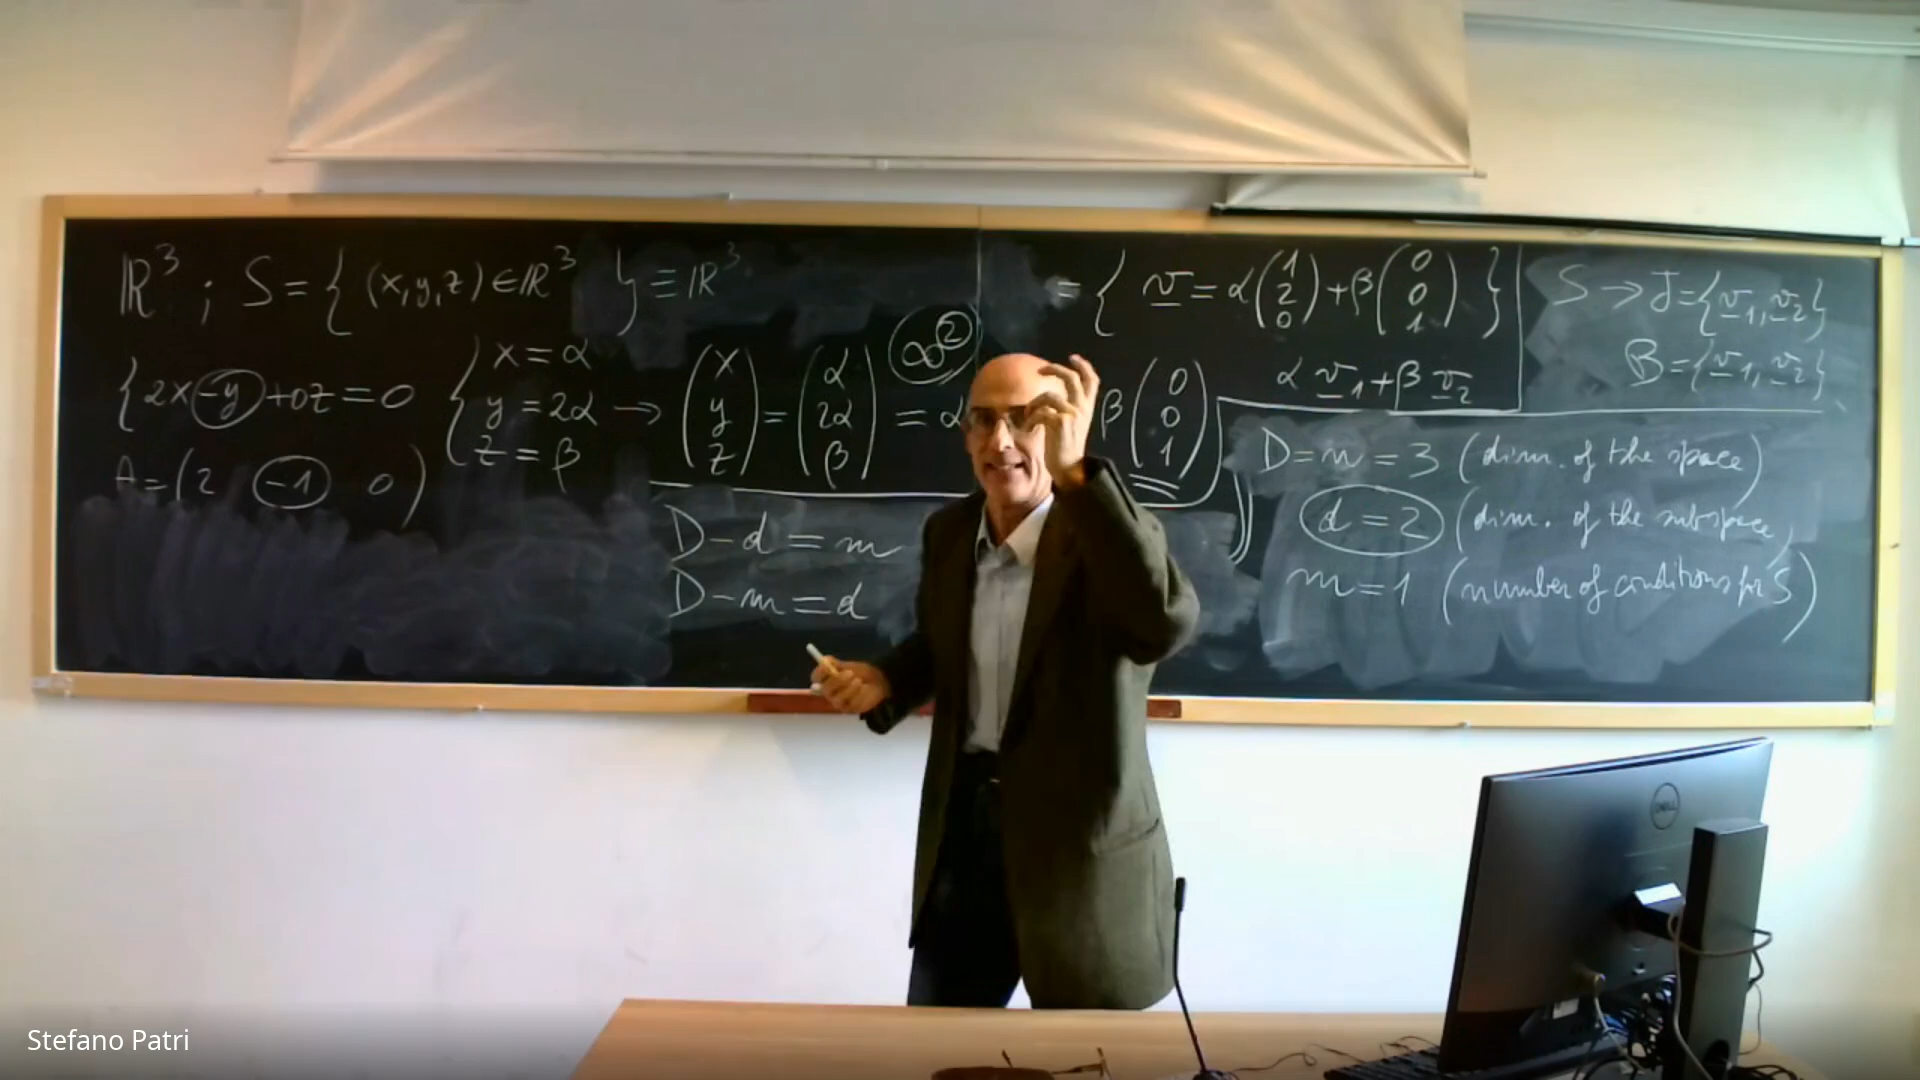 ℝ³ ; S = { (x,y,z) ∈ ℝ³ } ≡ ℝ³
{ 2x -y +0z = 0
A = (2 -1 0)
{ x = α
y = 2α
z = β
→ (x y z) = (α 2α β) = α
β (0 0 1)
∞²
D - d = m
D - m = d
= { v = α (1 2 0) + β (0 0 1) }
α v₁ + β v₂
S → J = {v₁, v₂}
B = {v₁, v₂}
D = n = 3 (dim. of the space)
d = 2 (dim. of the subspace)
m = 1 (number of conditions for S)
DELL
Stefano Patri